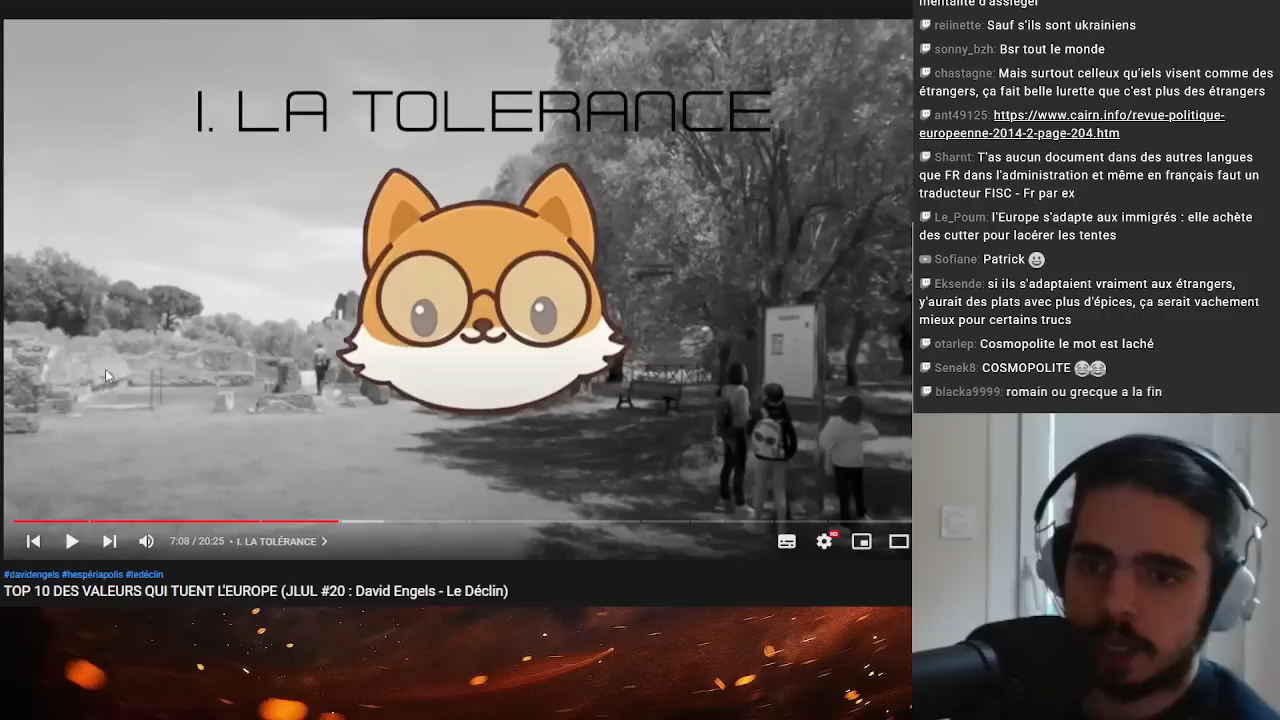 I. LA TOLERANCE
7:08 / 20:25 • I. LA TOLÉRANCE
HD
#davidengels #hespériapolis #ledéclin
TOP 10 DES VALEURS QUI TUENT L'EUROPE (JLUL #20 : David Engels - Le Déclin)
mentalité d'assiégé
reiinette: Sauf s'ils sont ukrainiens
sonny_bzh: Bsr tout le monde
chastagne: Mais surtout celleux qu'iels visent comme des
étrangers, ça fait belle lurette que c'est plus des étrangers
ant49125: https://www.cairn.info/revue-politique-
europeenne-2014-2-page-204.htm
Sharnt: T'as aucun document dans des autres langues
que FR dans l'administration et même en français faut un
traducteur FISC - Fr par ex
Le_Poum: l'Europe s'adapte aux immigrés : elle achète
des cutter pour lacérer les tentes
Sofiane: Patrick
Eksende: si ils s'adaptaient vraiment aux étrangers,
y'aurait des plats avec plus d'épices, ça serait vachement
mieux pour certains trucs
otarlep: Cosmopolite le mot est laché
Senek8: COSMOPOLITE
blacka9999: romain ou grecque a la fin